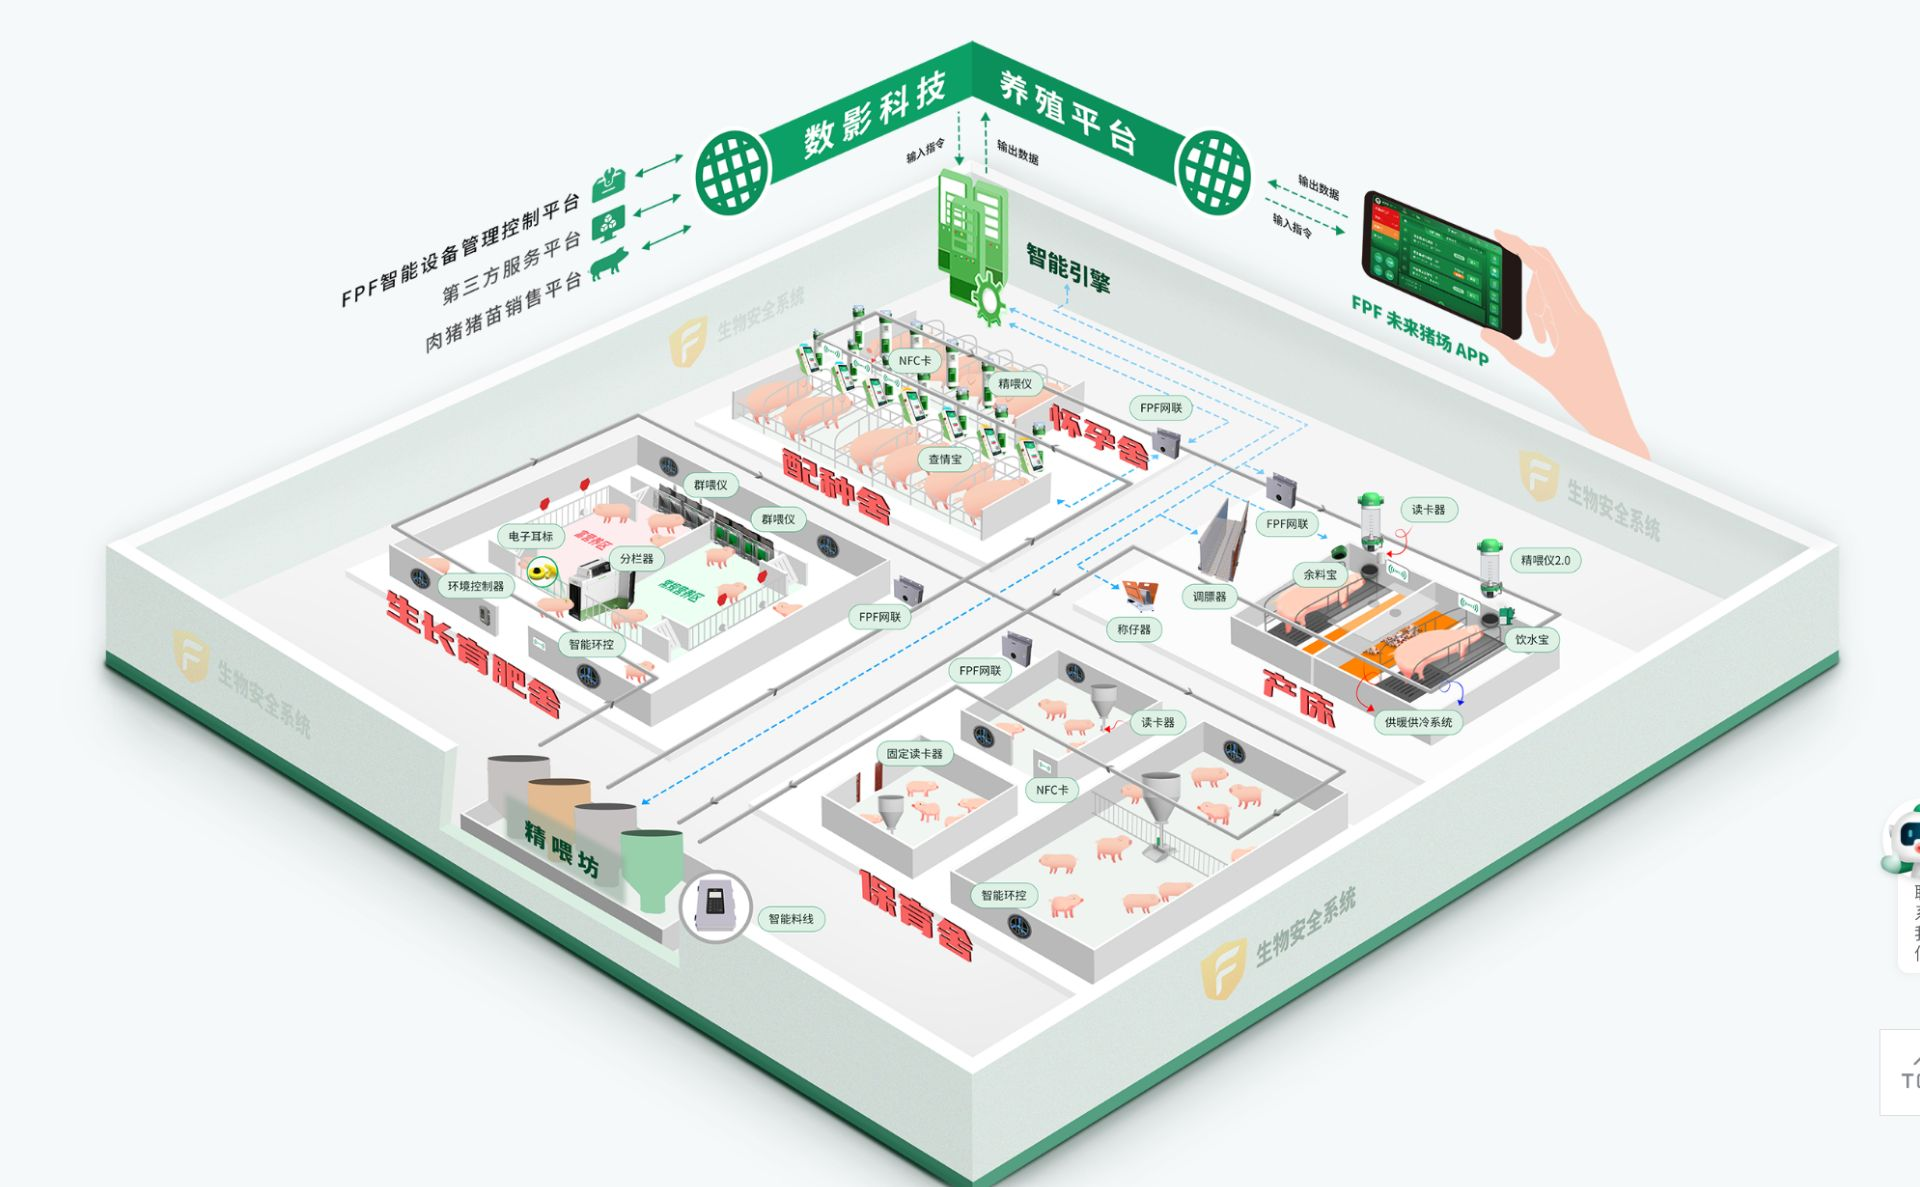 数影科技
养殖平台
输入指令
输出数据
输出数据
输入指令
FPF智能设备管理控制平台
第三方服务平台
肉猪猪苗销售平台
智能引擎
FPF 未来猪场 APP
生物安全系统
生物安全系统
NFC卡
精喂仪
FPF网联
查情宝
怀孕舍
配种舍
群喂仪
群喂仪
电子耳标
分栏器
环境控制器
智能环控
FPF网联
生长育肥舍
FPF网联
读卡器
精喂仪2.0
余料宝
调膘器
称仔器
饮水宝
供暖供冷系统
产床
FPF网联
读卡器
固定读卡器
NFC卡
智能环控
保育舍
精喂坊
智能料线
生物安全系统
生物安全系统